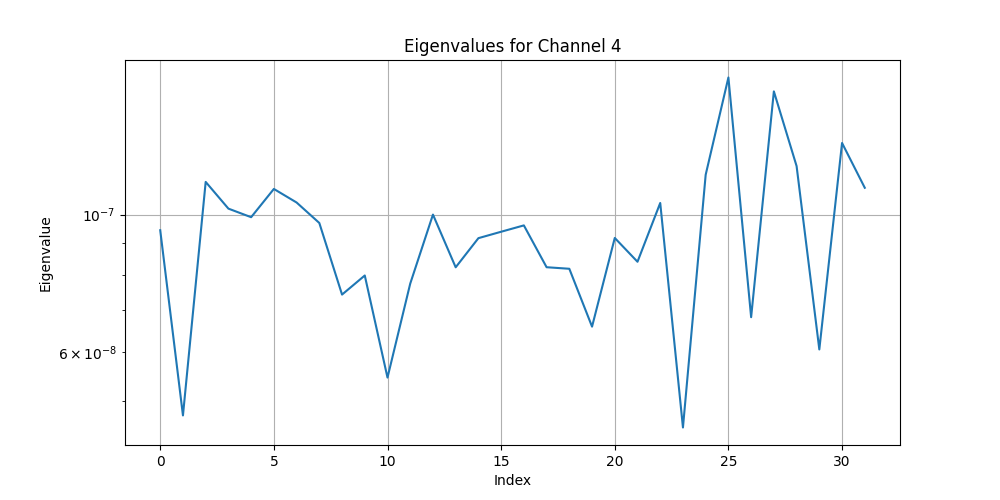 Eigenvalues for Channel 4
Eigenvalue
10⁻⁷
6 × 10⁻⁸
0 5 10 15 20 25 30
Index